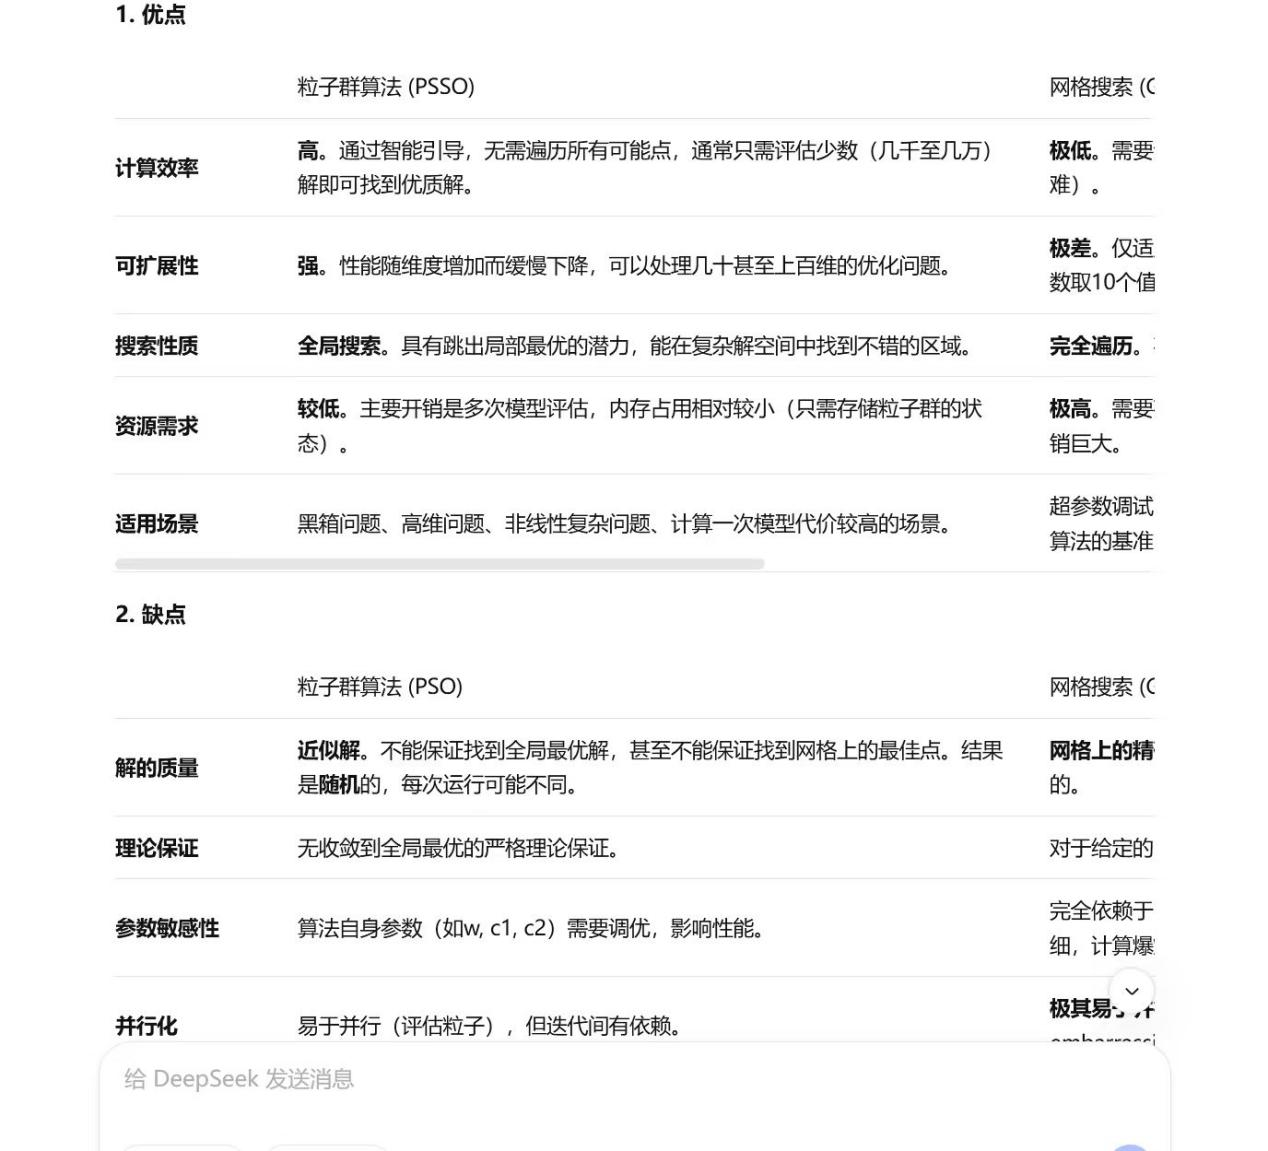 1. 优点
粒子群算法 (PSSO) 网格搜索 (
计算效率 高。通过智能引导，无需遍历所有可能点，通常只需评估少数（几千至几万） 极低。需要
解即可找到优质解。 难）。
可扩展性 强。性能随维度增加而缓慢下降，可以处理几十甚至上百维的优化问题。 极差。仅适
数取10个值
搜索性质 全局搜索。具有跳出局部最优的潜力，能在复杂解空间中找到不错的区域。 完全遍历。
资源需求 较低。主要开销是多次模型评估，内存占用相对较小（只需存储粒子群的状 极高。需要
态）。 销巨大。
适用场景 黑箱问题、高维问题、非线性复杂问题、计算一次模型代价较高的场景。 超参数调试
算法的基准
2. 缺点
粒子群算法 (PSO) 网格搜索 (
解的质量 近似解。不能保证找到全局最优解，甚至不能保证找到网格上的最佳点。结果 网格上的精
是随机的，每次运行可能不同。 的。
理论保证 无收敛到全局最优的严格理论保证。 对于给定的
参数敏感性 算法自身参数（如w, c1, c2）需要调优，影响性能。 完全依赖于
细，计算爆
并行化 易于并行（评估粒子），但迭代间有依赖。 极其易
给 DeepSeek 发送消息